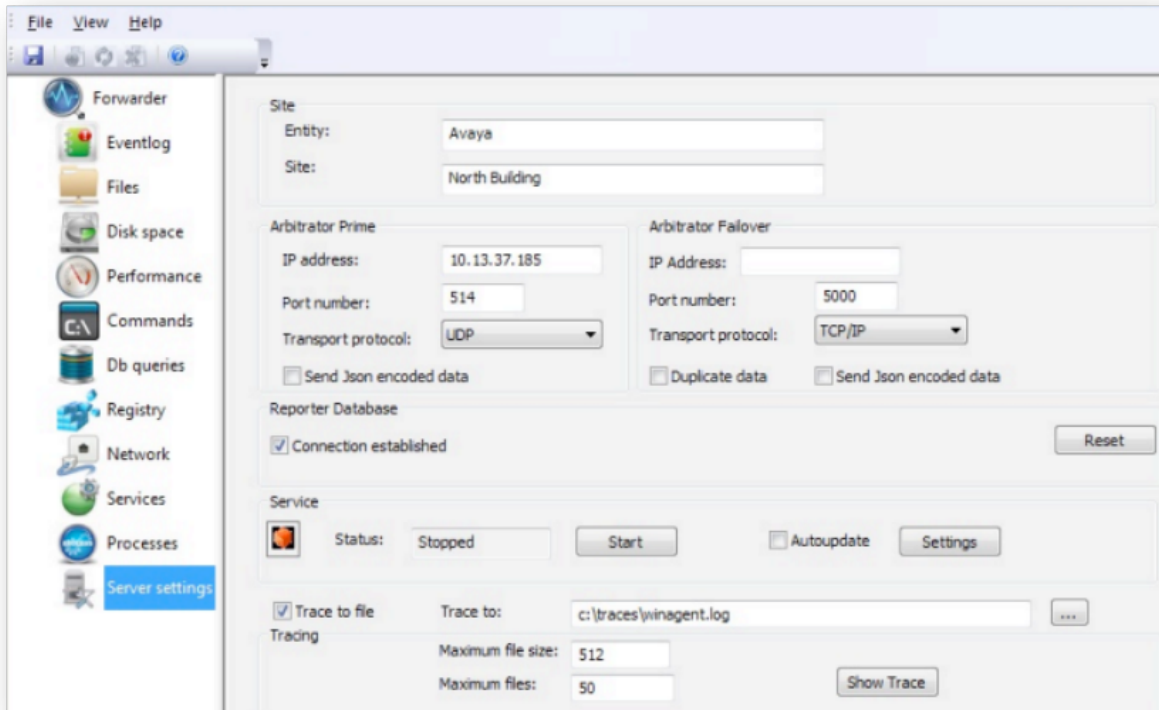 File View Help
Forwarder
Eventlog
Files
Disk space
Performance
C:\
Commands
Db queries
Registry
Network
Services
Processes
Server settings
Site
Entity: Avaya
Site: North Building
Arbitrator Prime
IP address: 10.13.37.185
Port number: 514
Transport protocol: UDP
Send Json encoded data
Arbitrator Failover
IP Address:
Port number: 5000
Transport protocol: TCP/IP
Duplicate data Send Json encoded data
Reporter Database
Connection established Reset
Service
Status: Stopped Start Autoupdate Settings
Trace to file Trace to: c:\traces\winagent.log ...
Tracing
Maximum file size: 512
Maximum files: 50 Show Trace